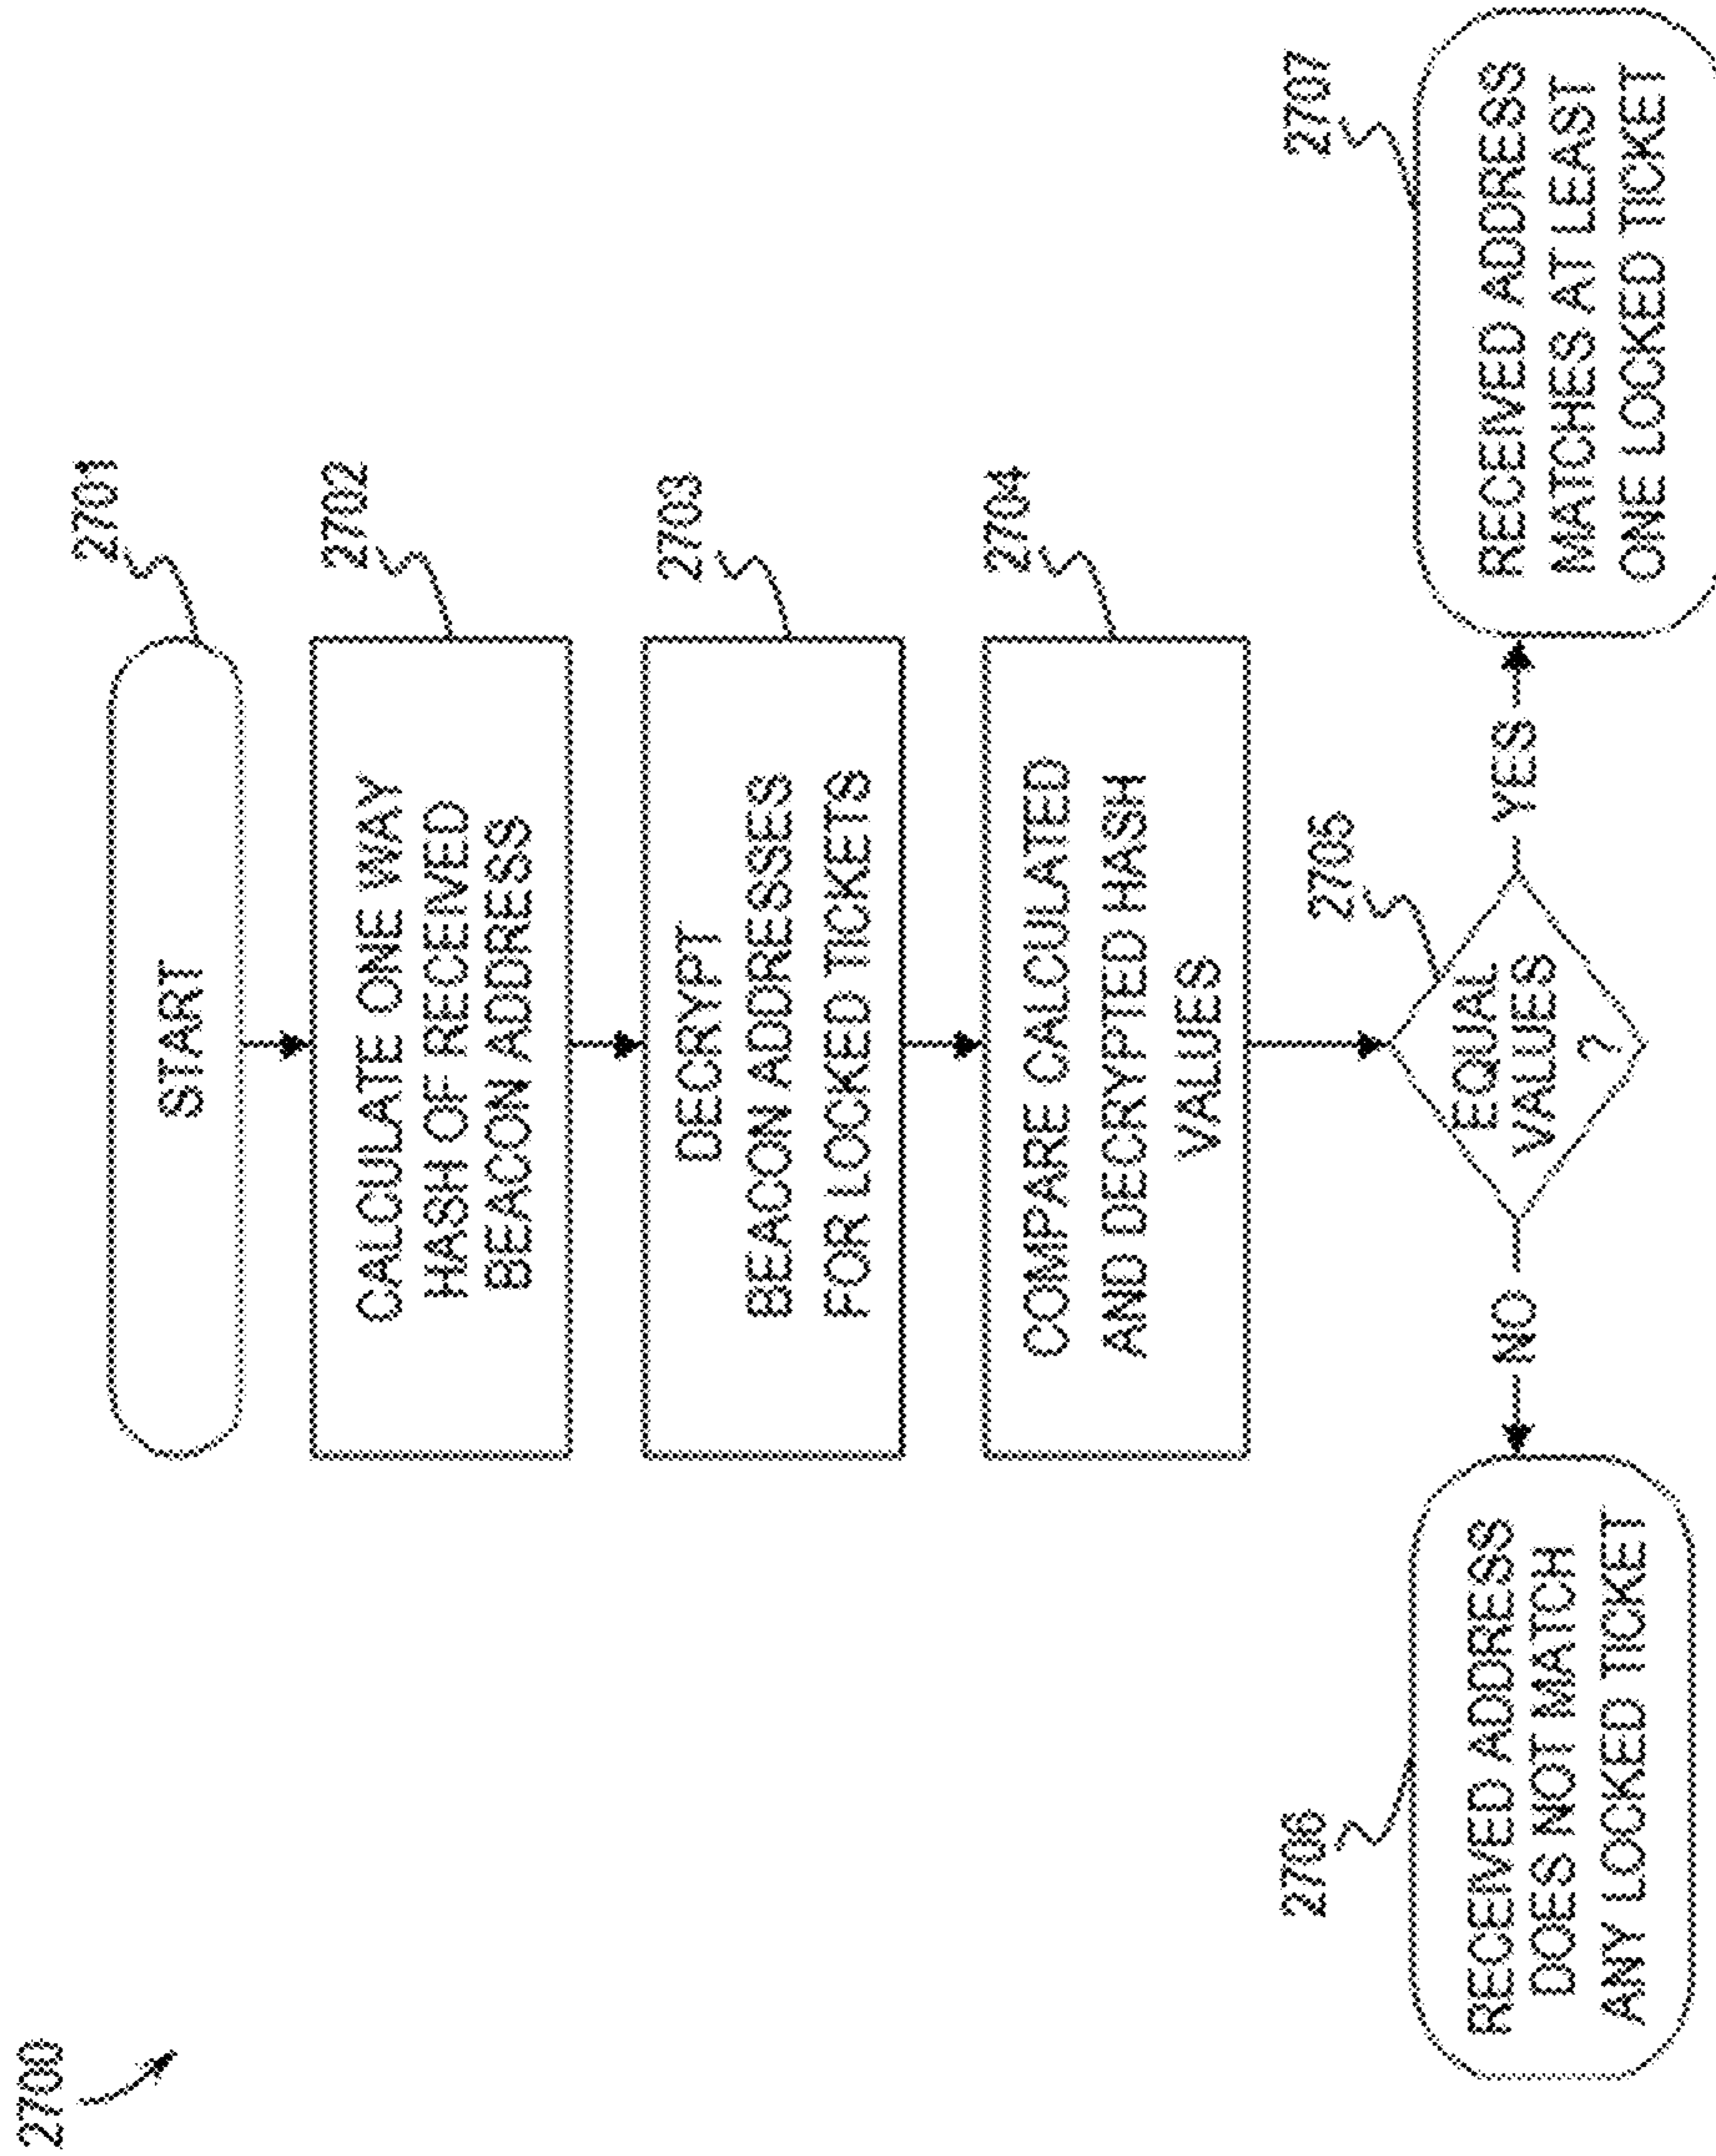 2700
2701
START
2702
CALCULATE ONE WAY
HASH OF RECEIVED
BEACON ADDRESS
2703
DECRYPT
BEACON ADDRESSES
FOR LOCKED TICKETS
2704
COMPARE CALCULATED
AND DECRYPTED HASH
VALUES
2705
EQUAL
VALUES
?
NO
YES
2706
RECEIVED ADDRESS
DOES NOT MATCH
ANY LOCKED TICKET
2707
RECEIVED ADDRESS
MATCHES AT LEAST
ONE LOCKED TICKET